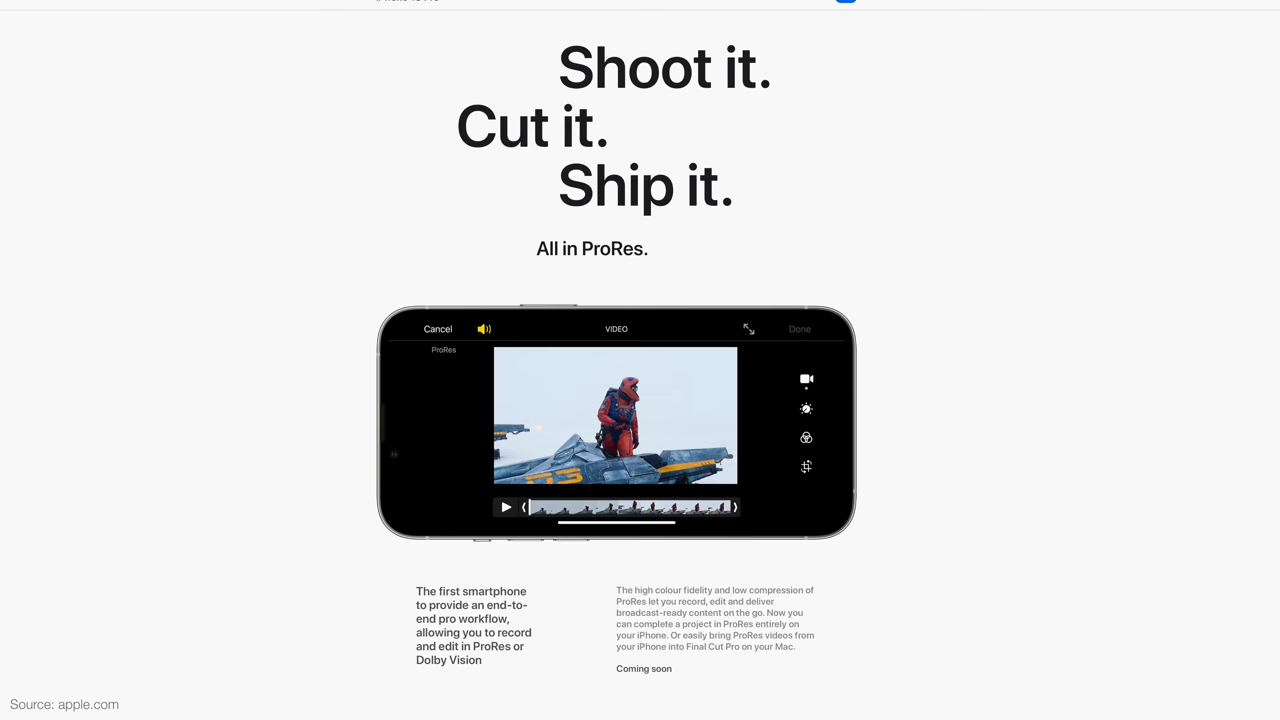 Shoot it.
Cut it.
Ship it.
All in ProRes.
Cancel
VIDEO
Done
ProRes
The first smartphone
to provide an end-to-
end pro workflow,
allowing you to record
and edit in ProRes or
Dolby Vision
The high colour fidelity and low compression of
ProRes let you record, edit and deliver
broadcast-ready content on the go. Now you
can complete a project in ProRes entirely on
your iPhone. Or easily bring ProRes videos from
your iPhone into Final Cut Pro on your Mac.
Coming soon
Source: apple.com